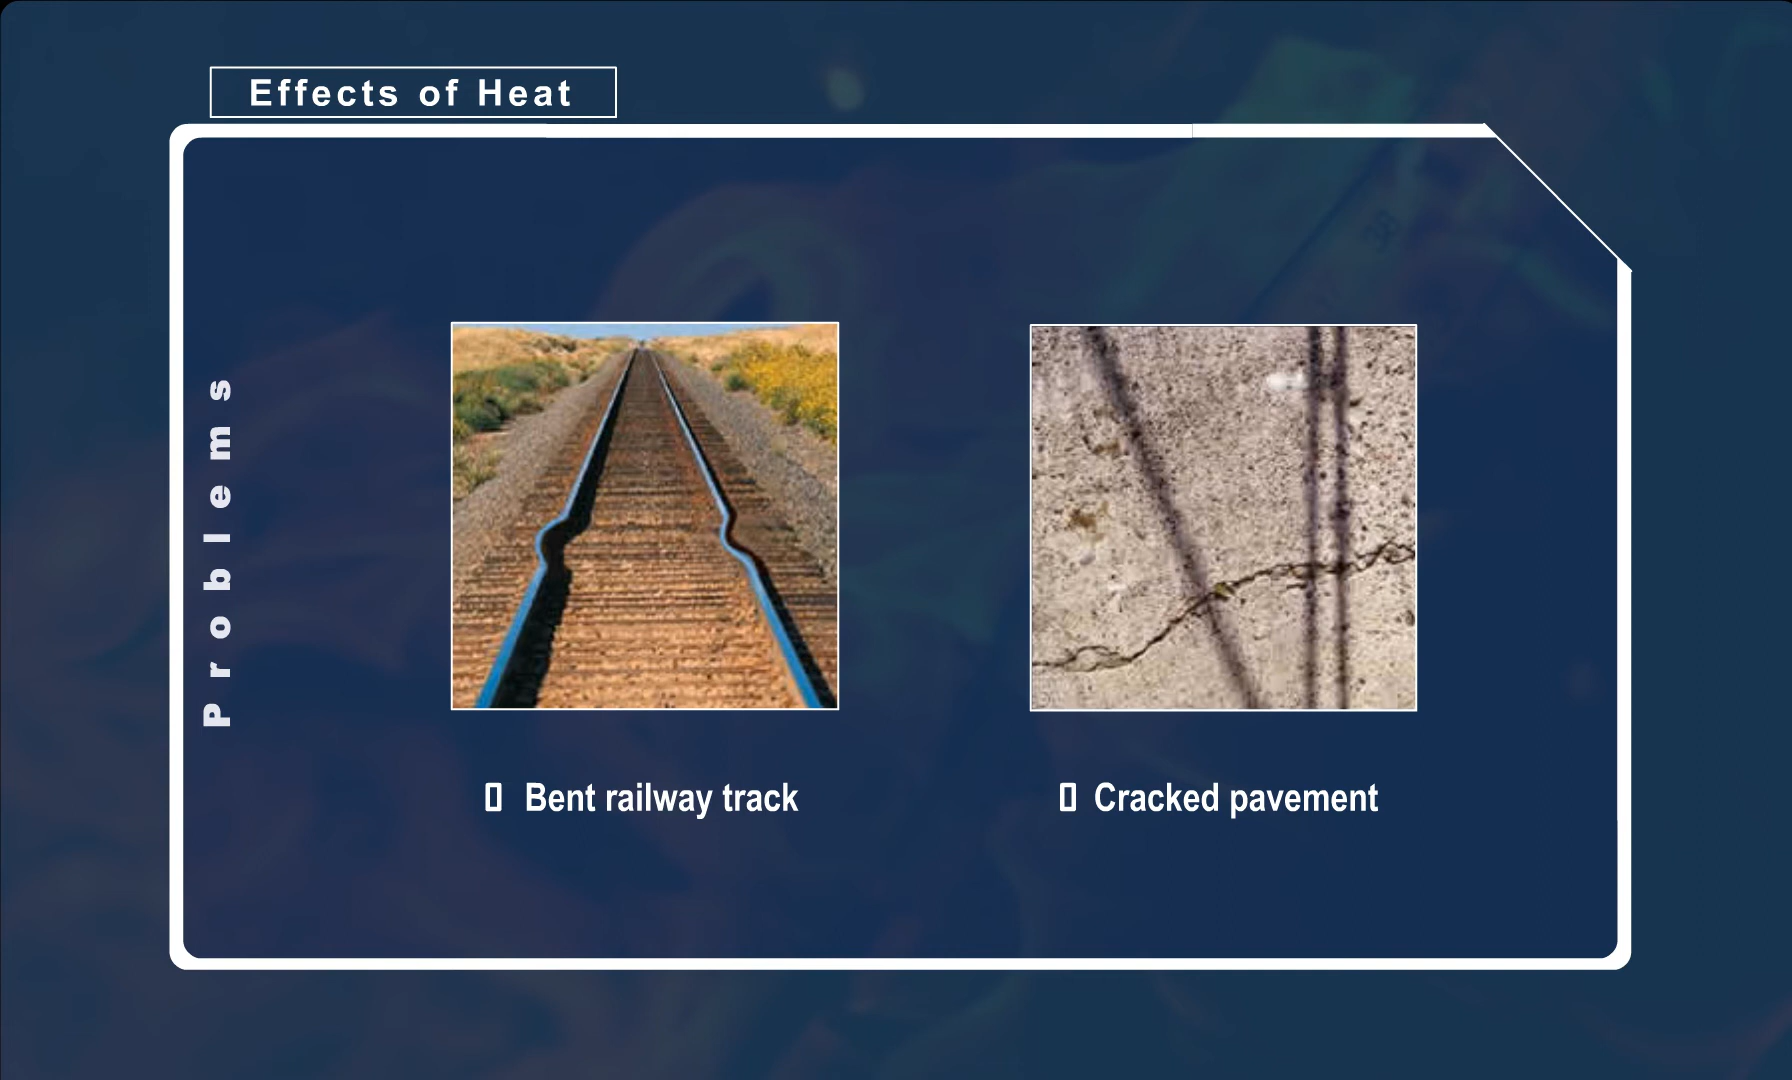 Effects of Heat
Problems
▯ Bent railway track
▯ Cracked pavement